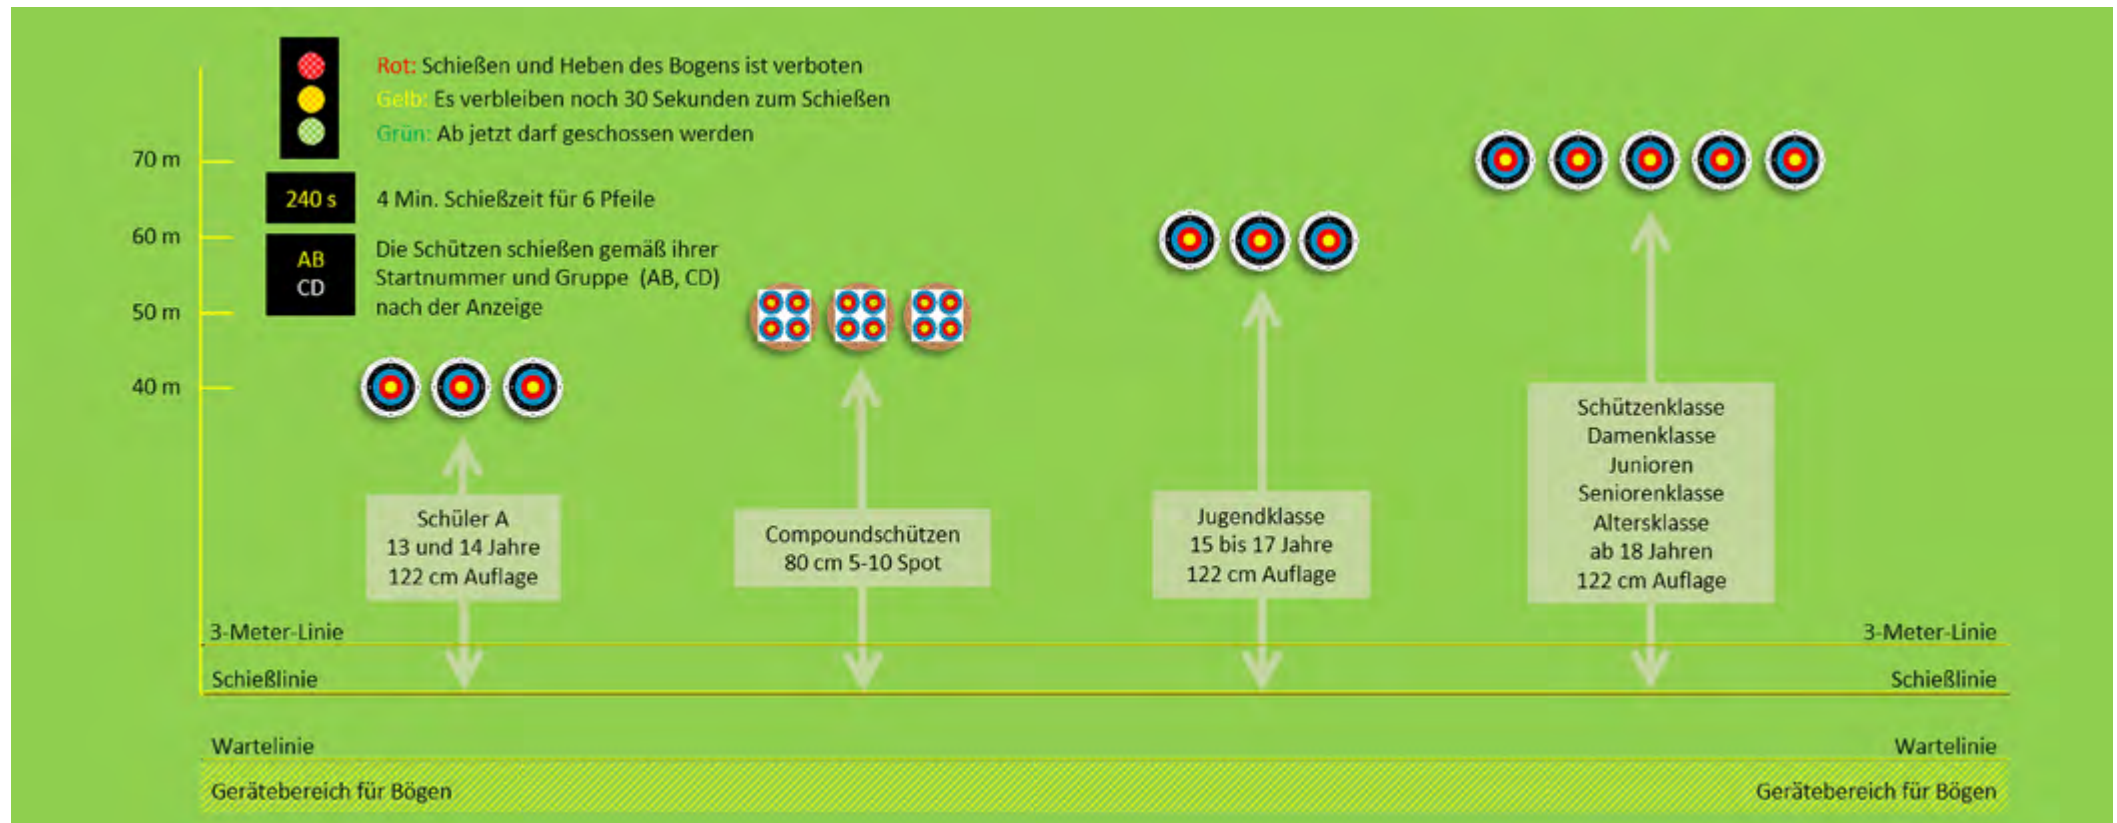 Rot: Schießen und Heben des Bogens ist verboten
Gelb: Es verbleiben noch 30 Sekunden zum Schießen
Grün: Ab jetzt darf geschossen werden
240 s
4 Min. Schießzeit für 6 Pfeile
AB
CD
Die Schützen schießen gemäß ihrer
Startnummer und Gruppe (AB, CD)
nach der Anzeige
70 m
60 m
50 m
40 m
Schüler A
13 und 14 Jahre
122 cm Auflage
Compoundschützen
80 cm 5-10 Spot
Jugendklasse
15 bis 17 Jahre
122 cm Auflage
Schützenklasse
Damenklasse
Junioren
Seniorenklasse
Altersklasse
ab 18 Jahren
122 cm Auflage
3-Meter-Linie
3-Meter-Linie
Schießlinie
Schießlinie
Wartelinie
Wartelinie
Gerätebereich für Bögen
Gerätebereich für Bögen